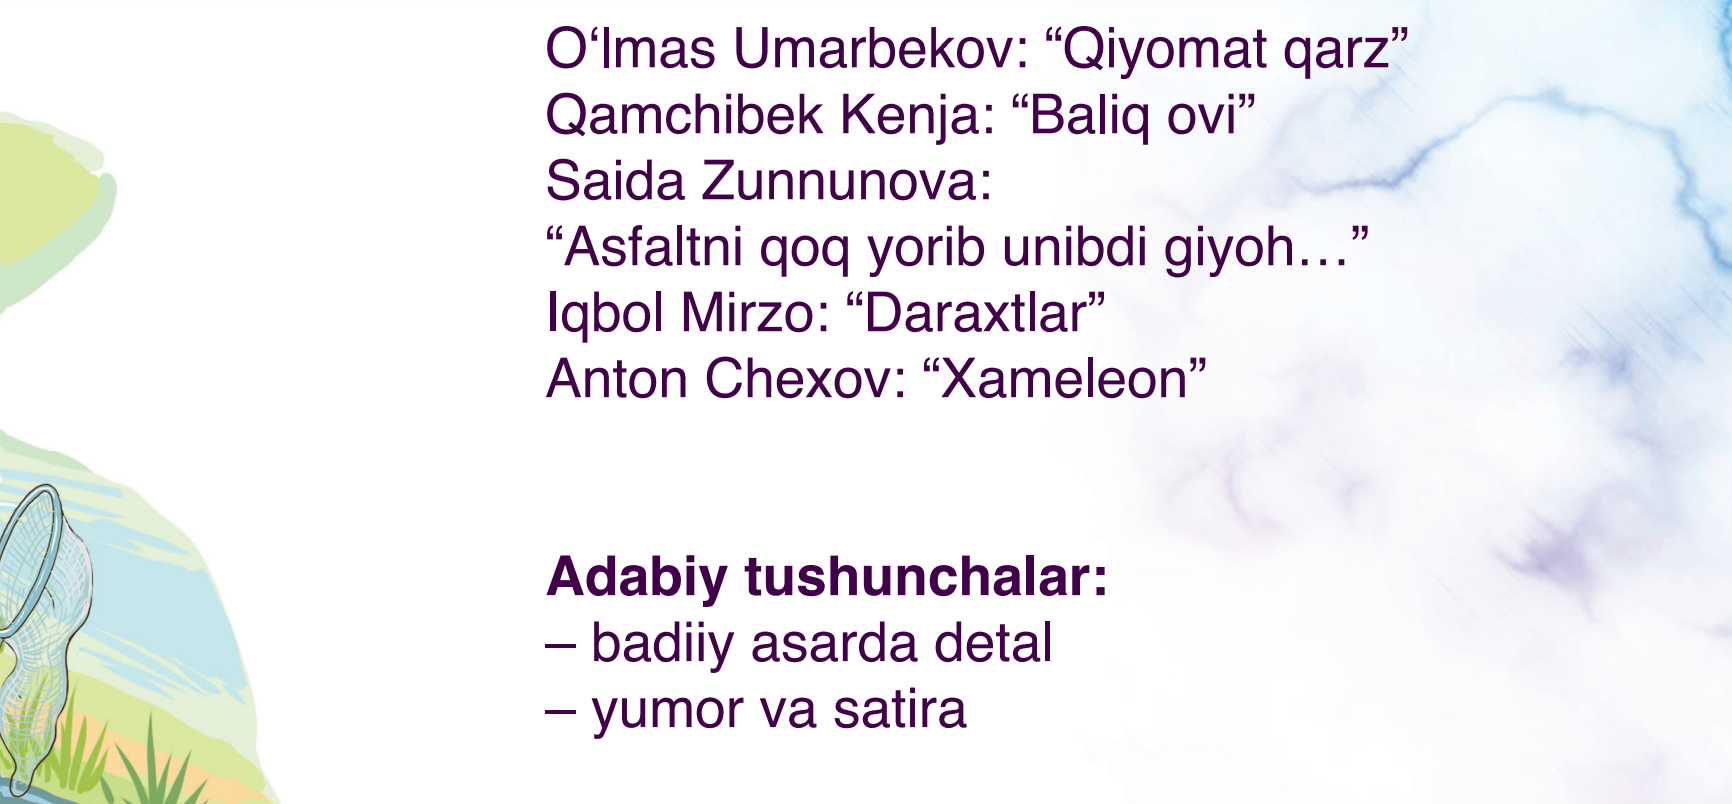 O‘lmas Umarbekov: “Qiyomat qarz”
Qamchibek Kenja: “Baliq ovi”
Saida Zunnunova:
“Asfaltni qoq yorib unibdi giyoh…”
Iqbol Mirzo: “Daraxtlar”
Anton Chexov: “Xameleon”
Adabiy tushunchalar:
– badiiy asarda detal
– yumor va satira